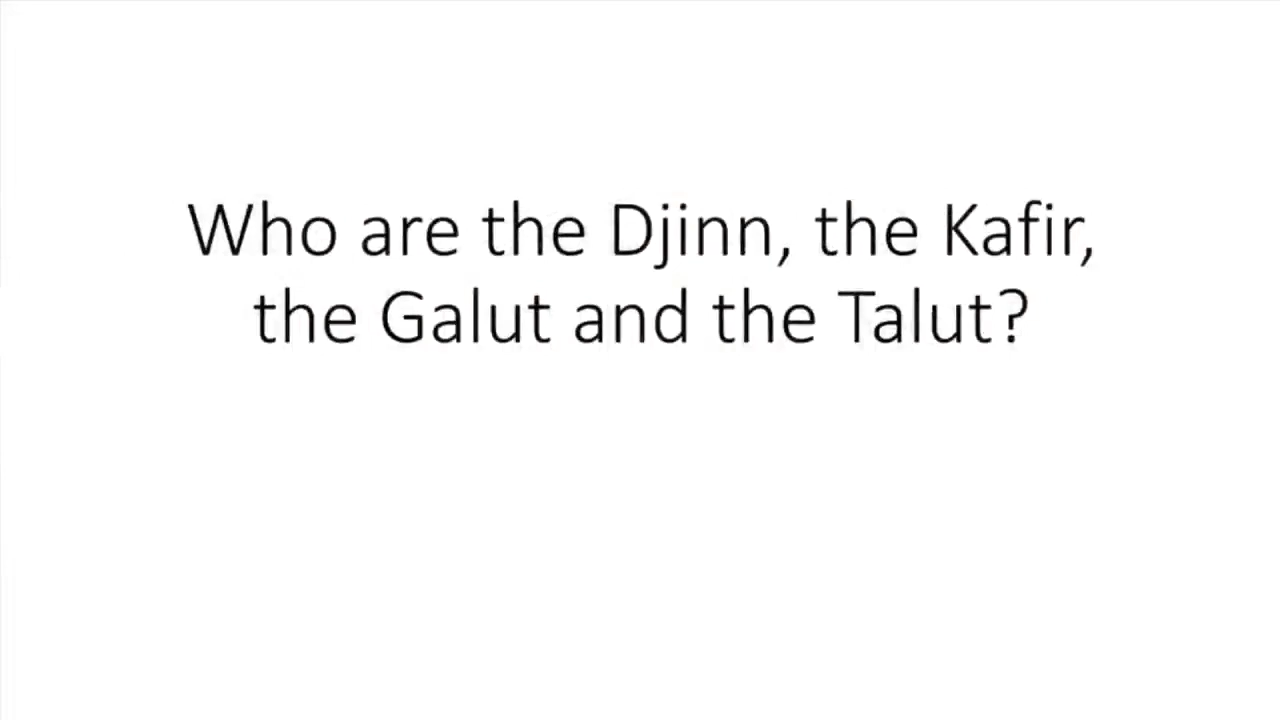 Who are the Djinn, the Kafir,
the Galut and the Talut?